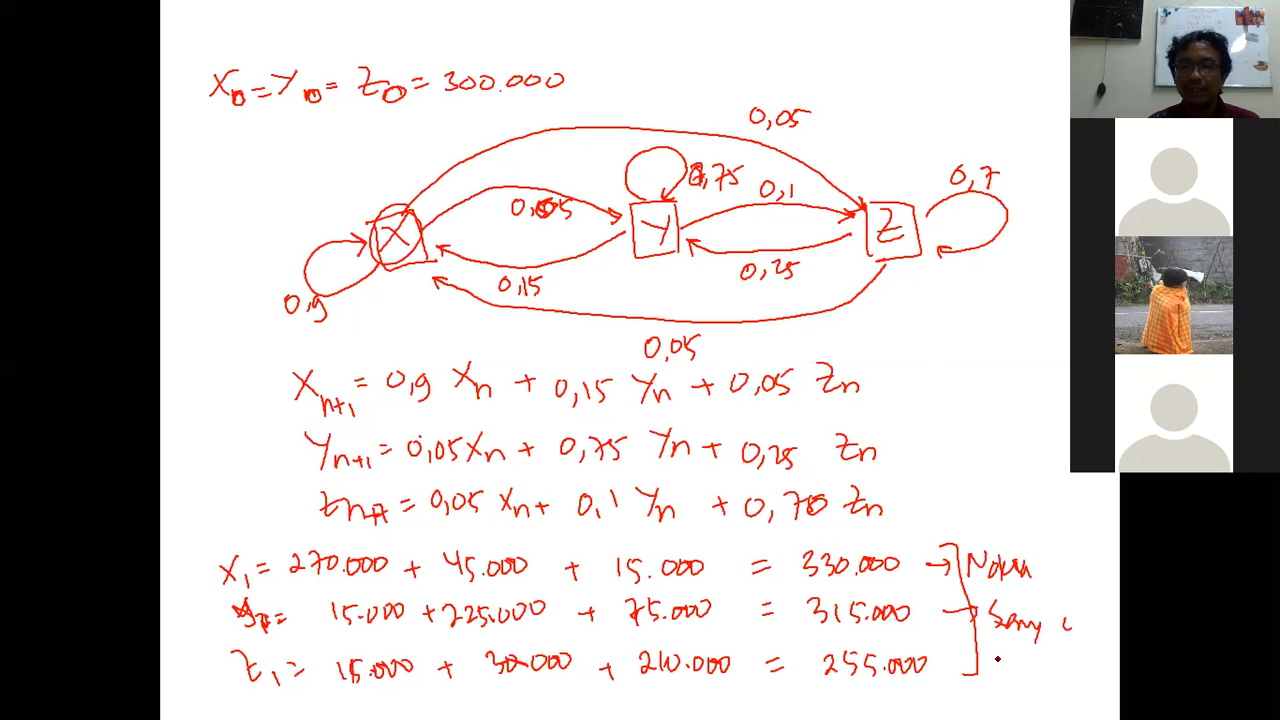 X₀ = Y₀ = Z₀ = 300.000
0,05
0,75
0,1
0,7
0,05
X
Y
Z
0,25
0,15
0,9
0,05
Xn+1 = 0,9 Xn + 0,15 Yn + 0,05 Zn
Yn+1 = 0,05 Xn + 0,75 Yn + 0,25 Zn
Zn+1 = 0,05 Xn + 0,1 Yn + 0,70 Zn
X₁ = 270.000 + 45.000 + 15.000 = 330.000 → Nokia
y₁ = 15.000 + 225.000 + 75.000 = 315.000 → Sony
Z₁ = 15.000 + 30.000 + 210.000 = 255.000